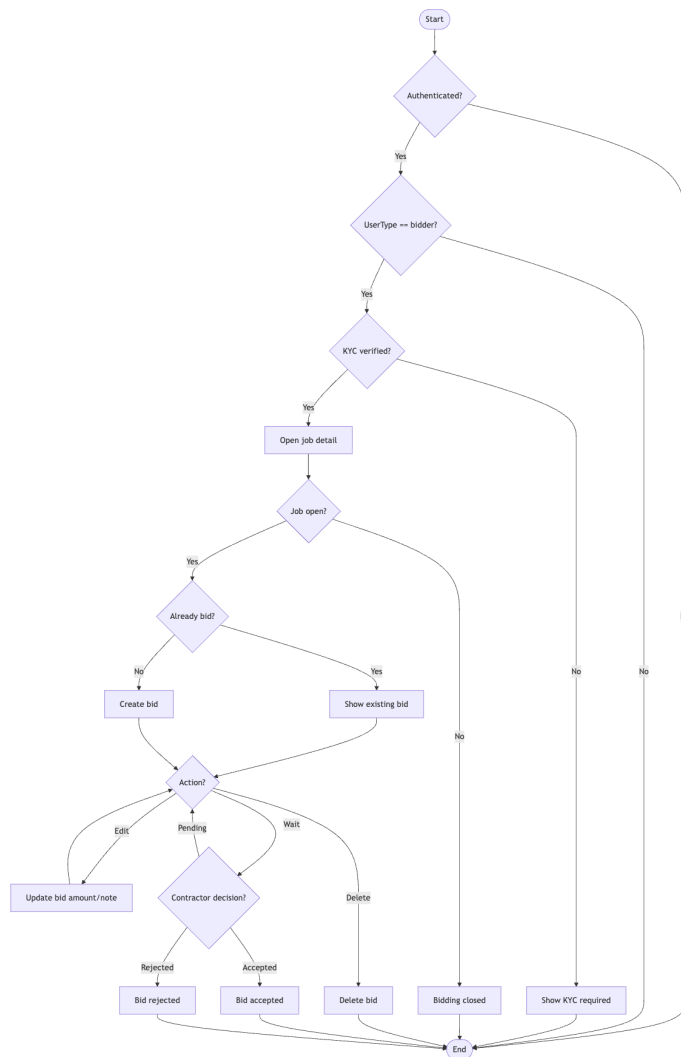 Start
Authenticated?
Yes
UserType == bidder?
Yes
KYC verified?
Yes
Open job detail
Job open?
Yes
Already bid?
No
Yes
No
No
Create bid
Show existing bid
No
Action?
Edit
Pending
Wait
Update bid amount/note
Contractor decision?
Delete
Rejected
Accepted
Bid rejected
Bid accepted
Delete bid
Bidding closed
Show KYC required
End